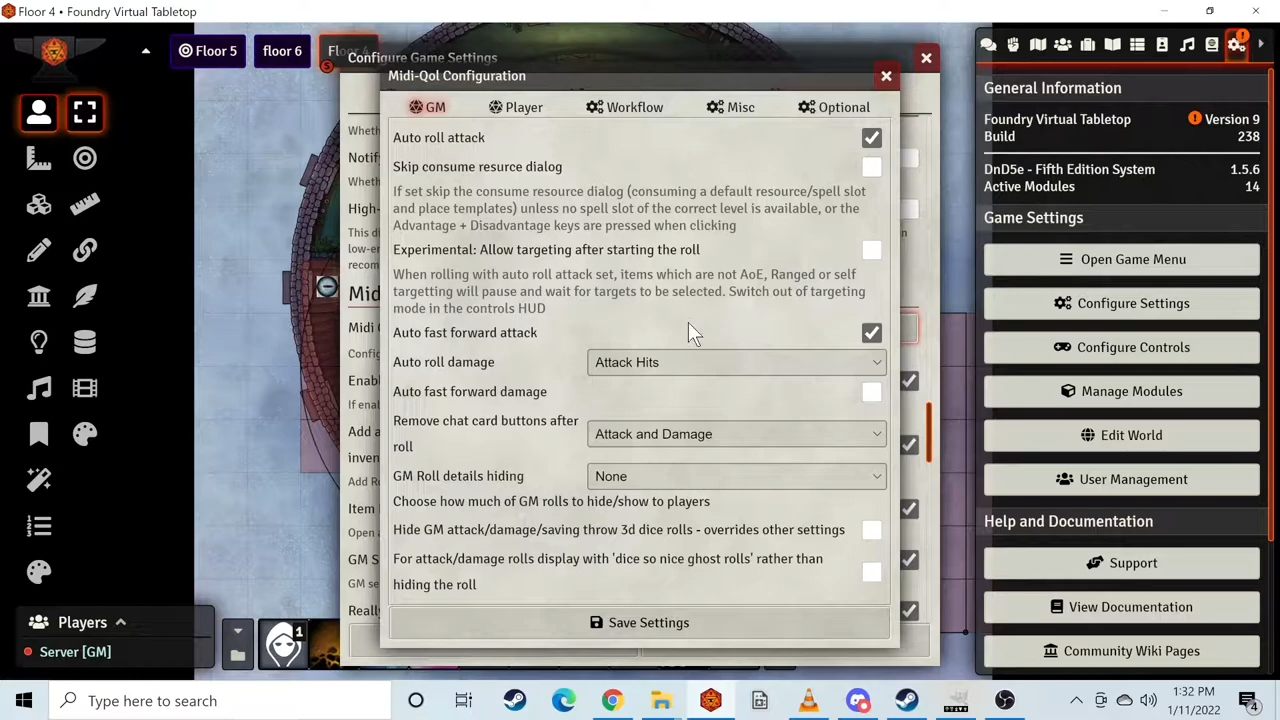 Floor 4 • Foundry Virtual Tabletop
Floor 5
floor 6
Configure Game Settings
Midi-Qol Configuration
GM
Player
Workflow
Misc
Optional
Auto roll attack
Skip consume resurce dialog
If set skip the consume resource dialog (consuming a default resource/spell slot
and place templates) unless no spell slot of the correct level is available, or the
Advantage + Disadvantage keys are pressed when clicking
Experimental: Allow targeting after starting the roll
When rolling with auto roll attack set, items which are not AoE, Ranged or self
targetting will pause and wait for targets to be selected. Switch out of targeting
mode in the controls HUD
Auto fast forward attack
Auto roll damage
Attack Hits
Auto fast forward damage
Remove chat card buttons after
roll
Attack and Damage
GM Roll details hiding
None
Choose how much of GM rolls to hide/show to players
Hide GM attack/damage/saving throw 3d dice rolls - overrides other settings
For attack/damage rolls display with 'dice so nice ghost rolls' rather than
hiding the roll
Save Settings
General Information
Foundry Virtual Tabletop
Version 9
Build
238
DnD5e - Fifth Edition System
1.5.6
Active Modules
14
Game Settings
Open Game Menu
Configure Settings
Configure Controls
Manage Modules
Edit World
User Management
Help and Documentation
Support
View Documentation
Community Wiki Pages
Players
Server [GM]
1
Type here to search
1:32 PM
1/11/2022
4